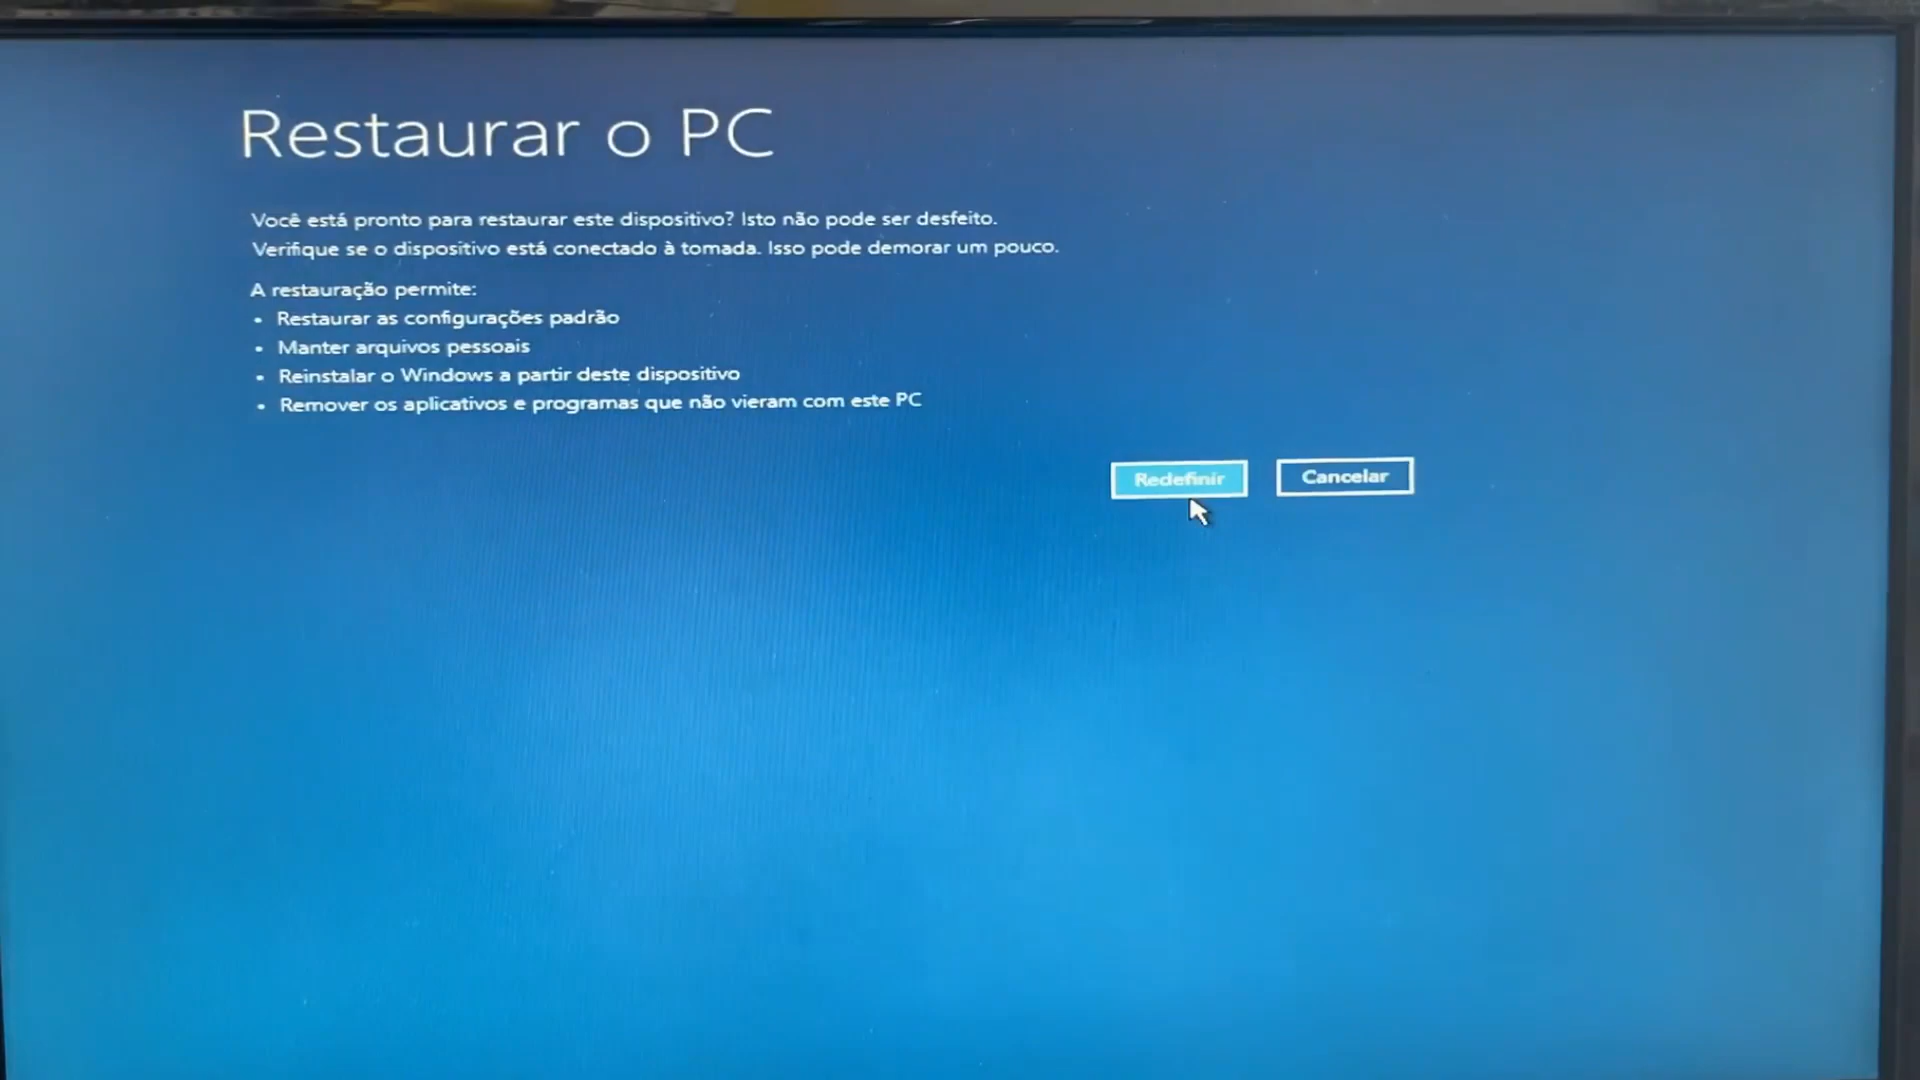 Restaurar o PC
Você está pronto para restaurar este dispositivo? Isto não pode ser desfeito.
Verifique se o dispositivo está conectado à tomada. Isso pode demorar um pouco.
A restauração permite:
• Restaurar as configurações padrão
• Manter arquivos pessoais
• Reinstalar o Windows a partir deste dispositivo
• Remover os aplicativos e programas que não vieram com este PC
Redefinir Cancelar